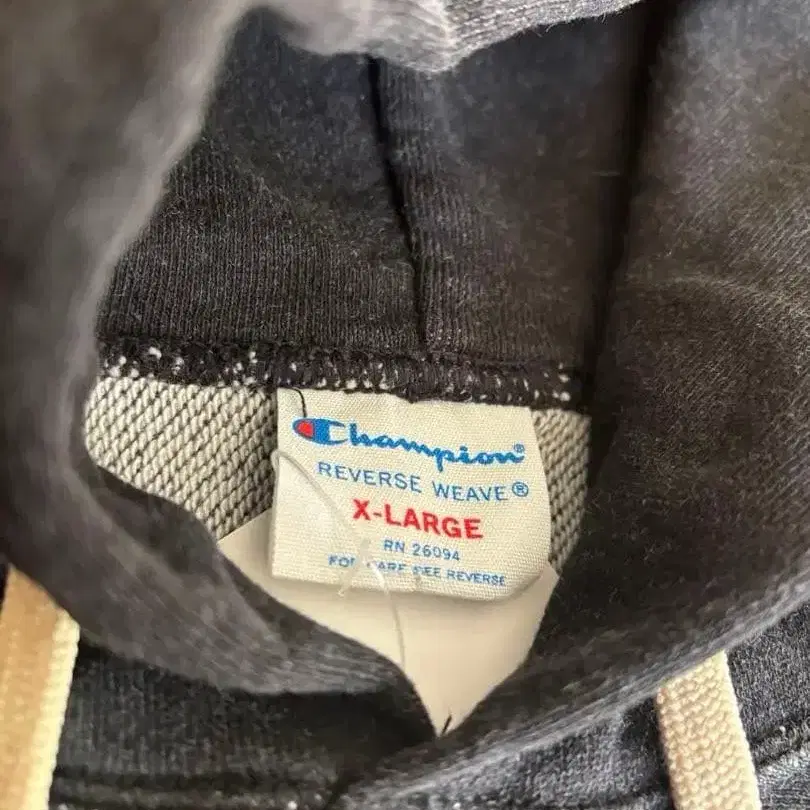 Champion®
REVERSE WEAVE®
X-LARGE
RN 26094
FOR CARE SEE REVERSE